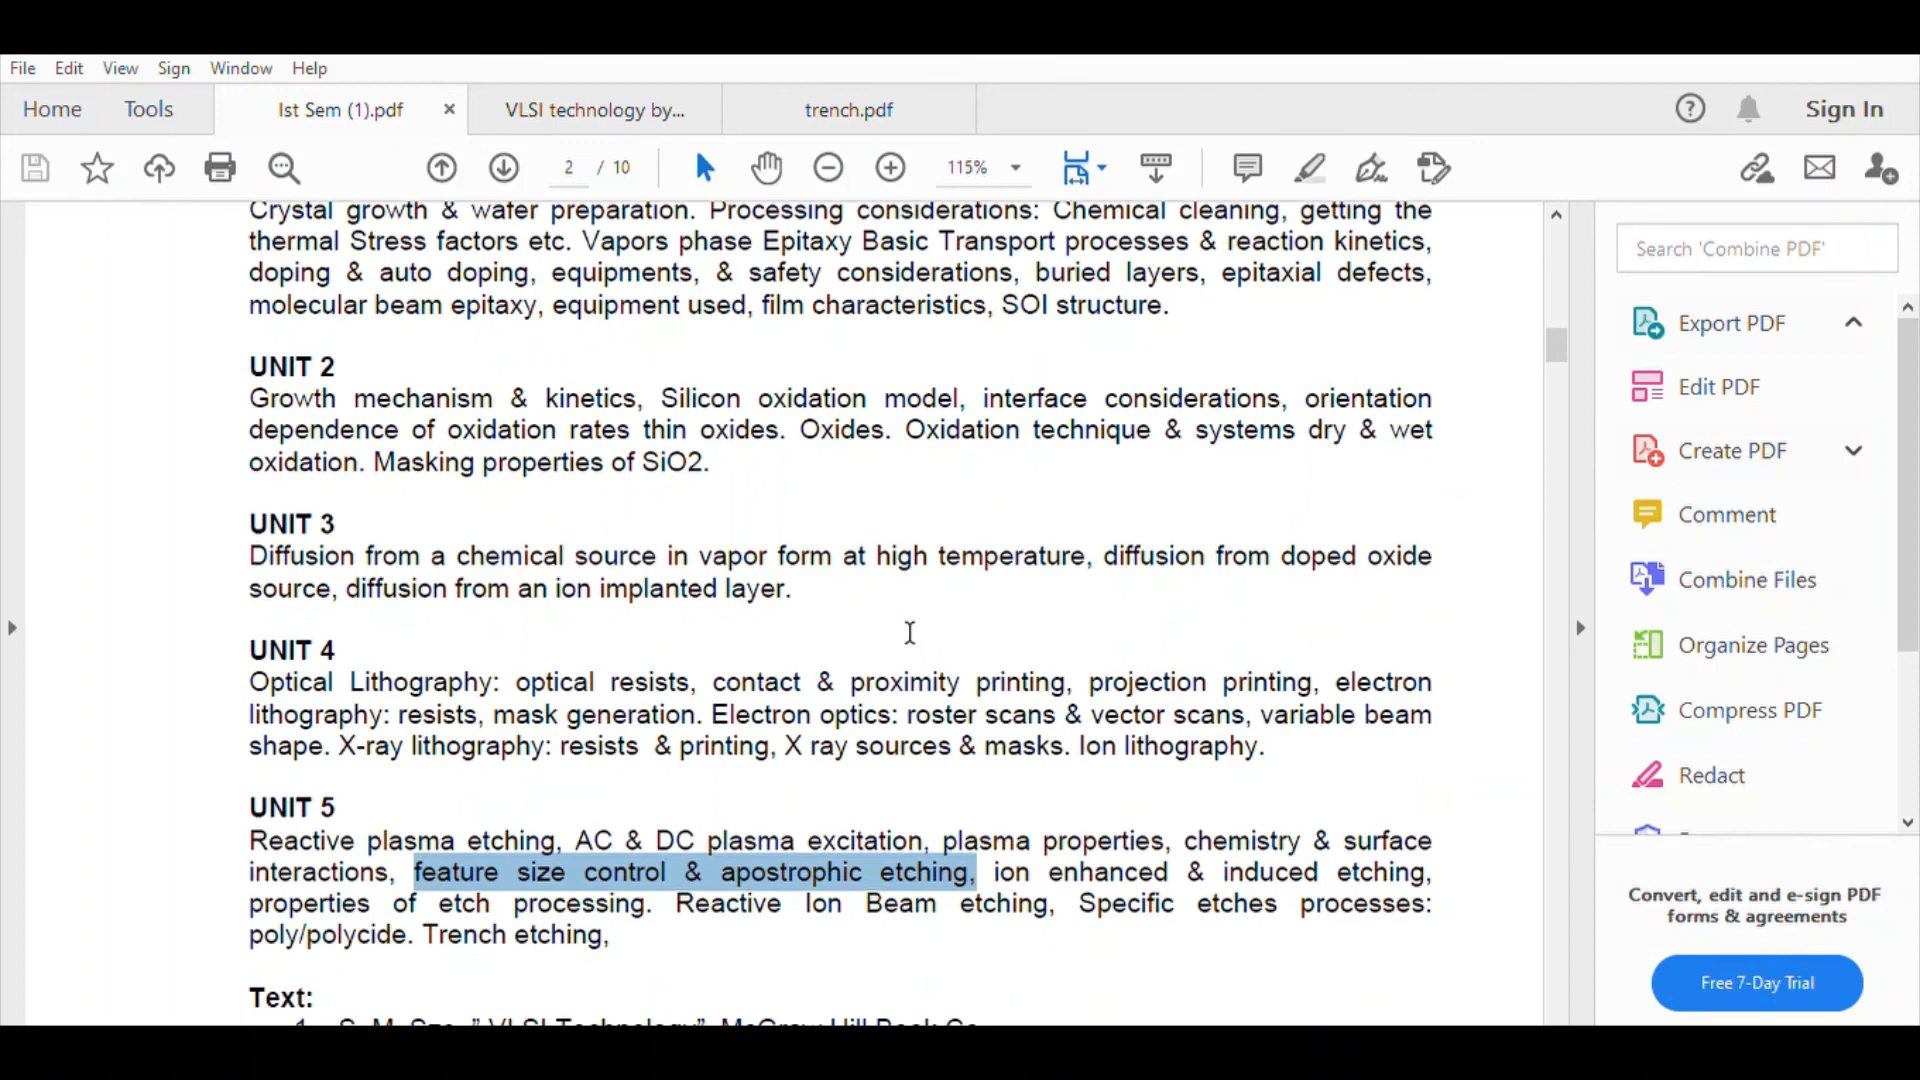 File Edit View Sign Window Help
Home Tools Ist Sem (1).pdf VLSI technology by... trench.pdf Sign In
2 / 10 115%
Crystal growth & wafer preparation. Processing considerations: Chemical cleaning, getting the
thermal Stress factors etc. Vapors phase Epitaxy Basic Transport processes & reaction kinetics,
doping & auto doping, equipments, & safety considerations, buried layers, epitaxial defects,
molecular beam epitaxy, equipment used, film characteristics, SOI structure.
UNIT 2
Growth mechanism & kinetics, Silicon oxidation model, interface considerations, orientation
dependence of oxidation rates thin oxides. Oxides. Oxidation technique & systems dry & wet
oxidation. Masking properties of SiO2.
UNIT 3
Diffusion from a chemical source in vapor form at high temperature, diffusion from doped oxide
source, diffusion from an ion implanted layer.
UNIT 4
Optical Lithography: optical resists, contact & proximity printing, projection printing, electron
lithography: resists, mask generation. Electron optics: roster scans & vector scans, variable beam
shape. X-ray lithography: resists & printing, X ray sources & masks. Ion lithography.
UNIT 5
Reactive plasma etching, AC & DC plasma excitation, plasma properties, chemistry & surface
interactions, feature size control & apostrophic etching, ion enhanced & induced etching,
properties of etch processing. Reactive Ion Beam etching, Specific etches processes:
poly/polycide. Trench etching,
Text:
1. S. M. Sze, "VLSI Technology", McGraw Hill Book Co.
Search 'Combine PDF'
Export PDF
Edit PDF
Create PDF
Comment
Combine Files
Organize Pages
Compress PDF
Redact
Convert, edit and e-sign PDF
forms & agreements
Free 7-Day Trial